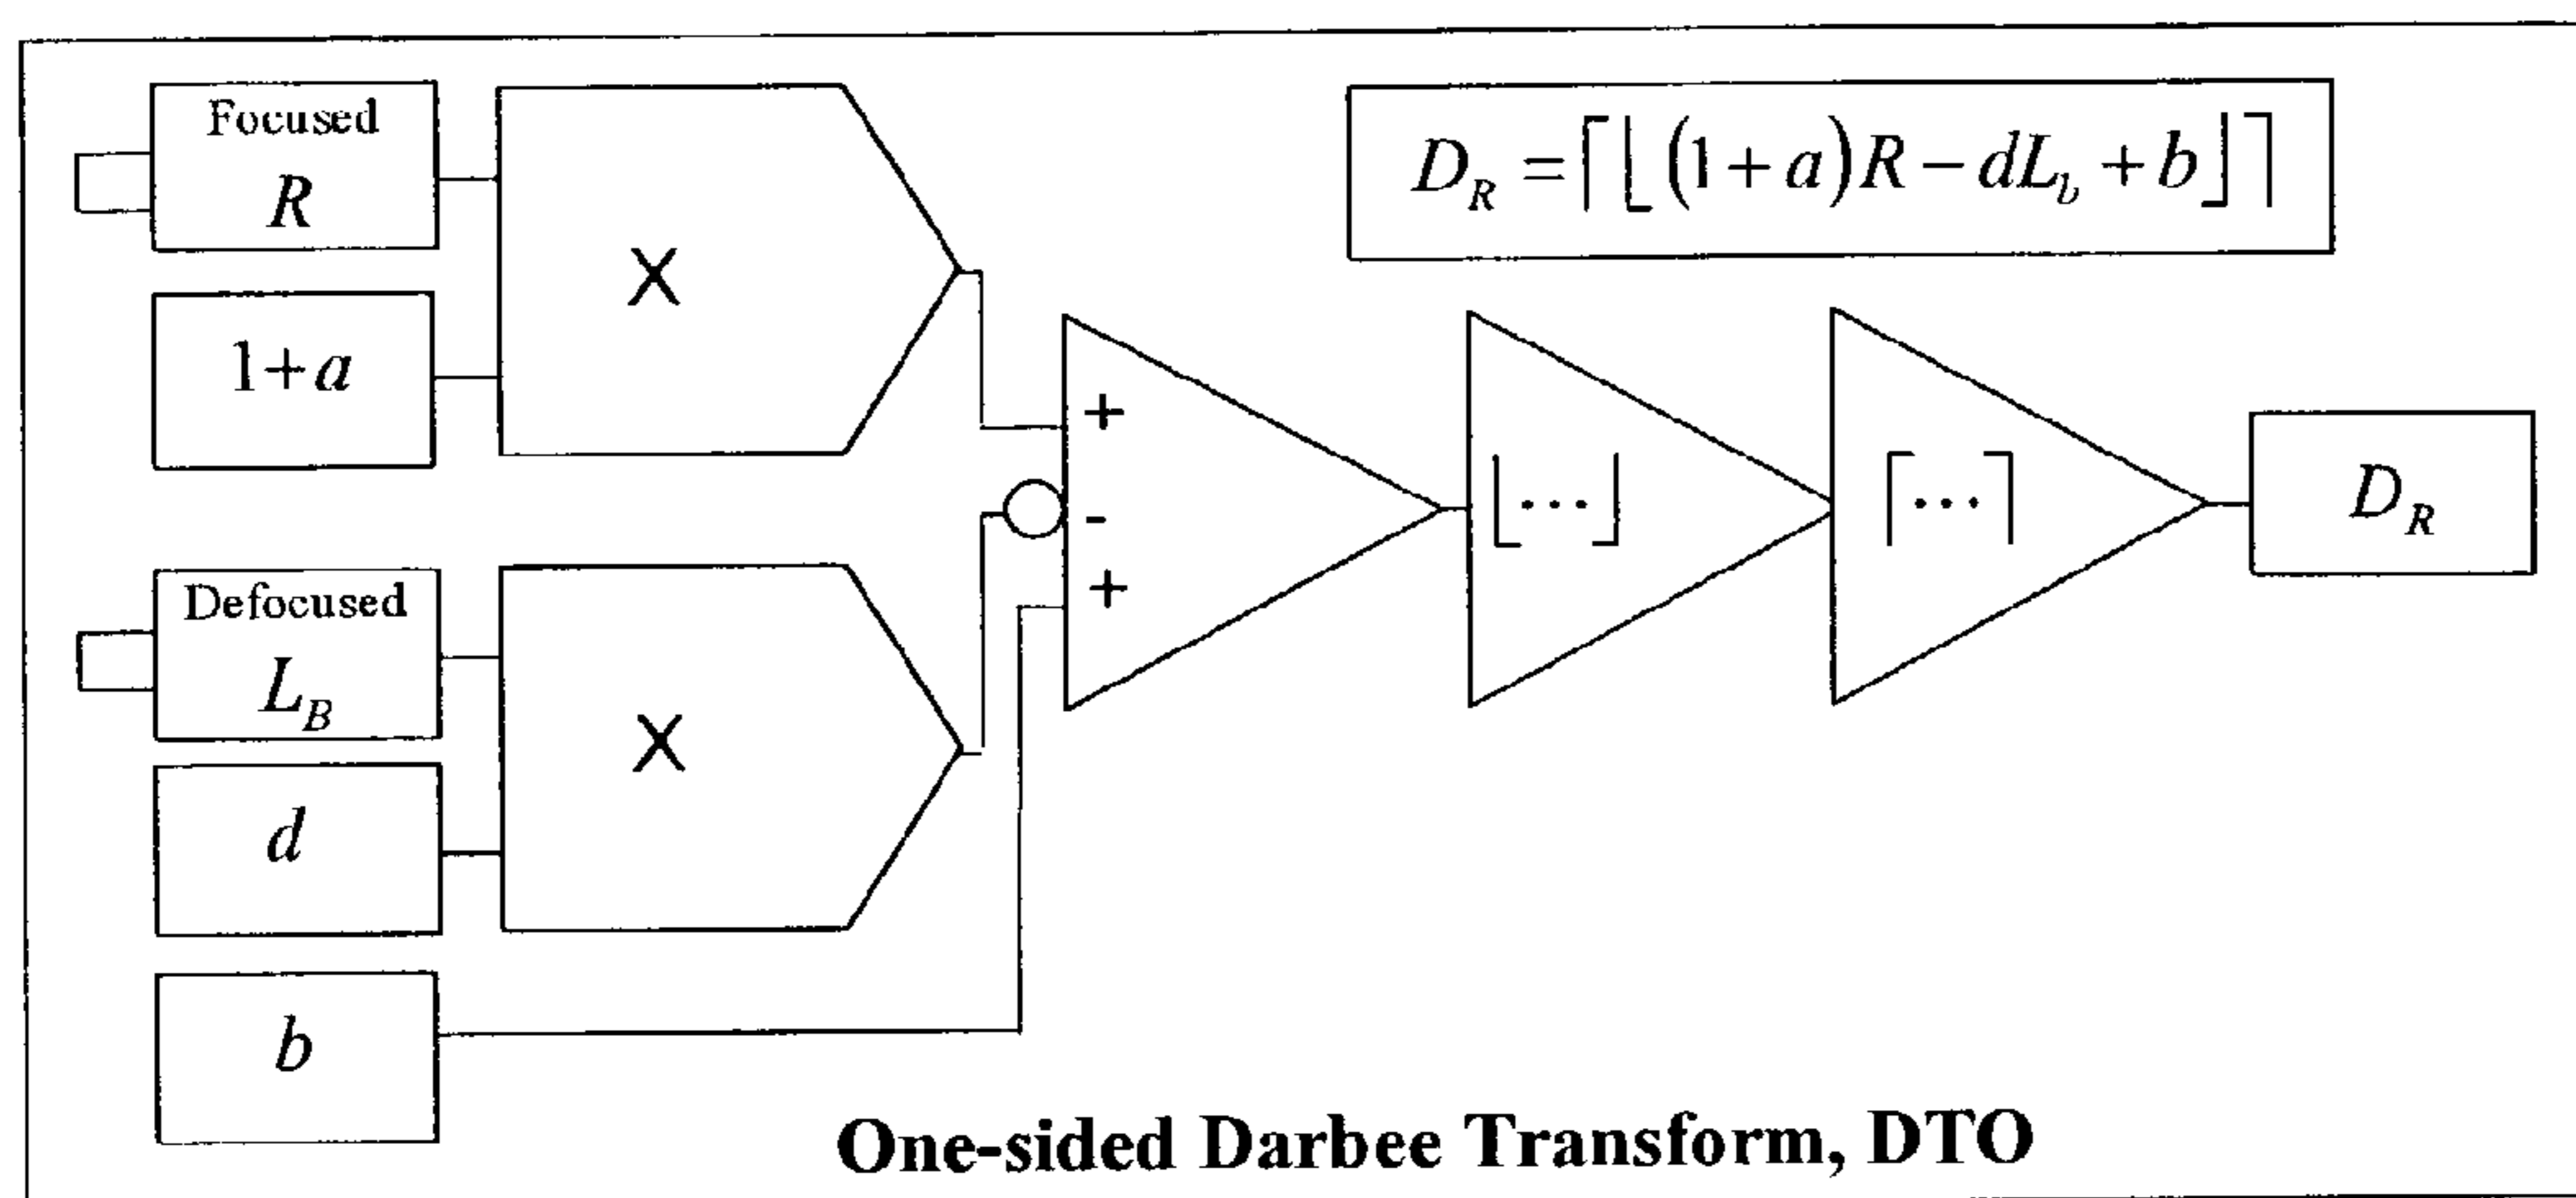 Focused
R
1+a
X
D_R = ⌈⌊(1+a)R − dL_b + b⌋⌉
+
-
+
⌊···⌋
⌈···⌉
D_R
Defocused
L_B
d
X
b
One-sided Darbee Transform, DTO